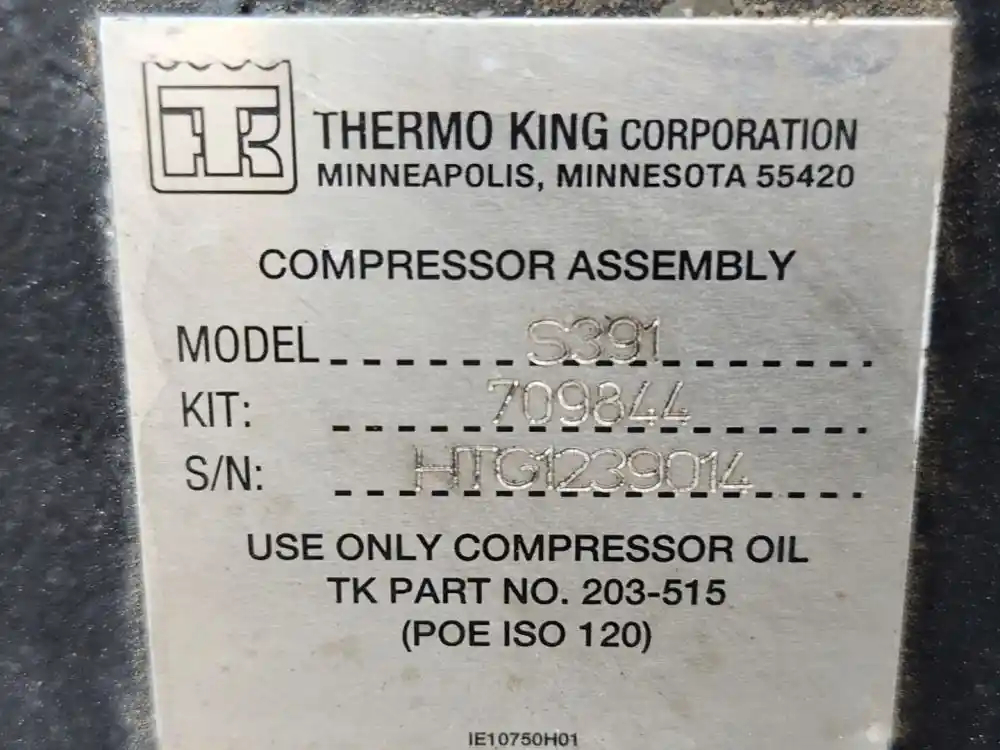 TK
THERMO KING CORPORATION
MINNEAPOLIS, MINNESOTA 55420
COMPRESSOR ASSEMBLY
MODEL S391
KIT: 709844
S/N: HTG1239014
USE ONLY COMPRESSOR OIL
TK PART NO. 203-515
(POE ISO 120)
IE10750H01